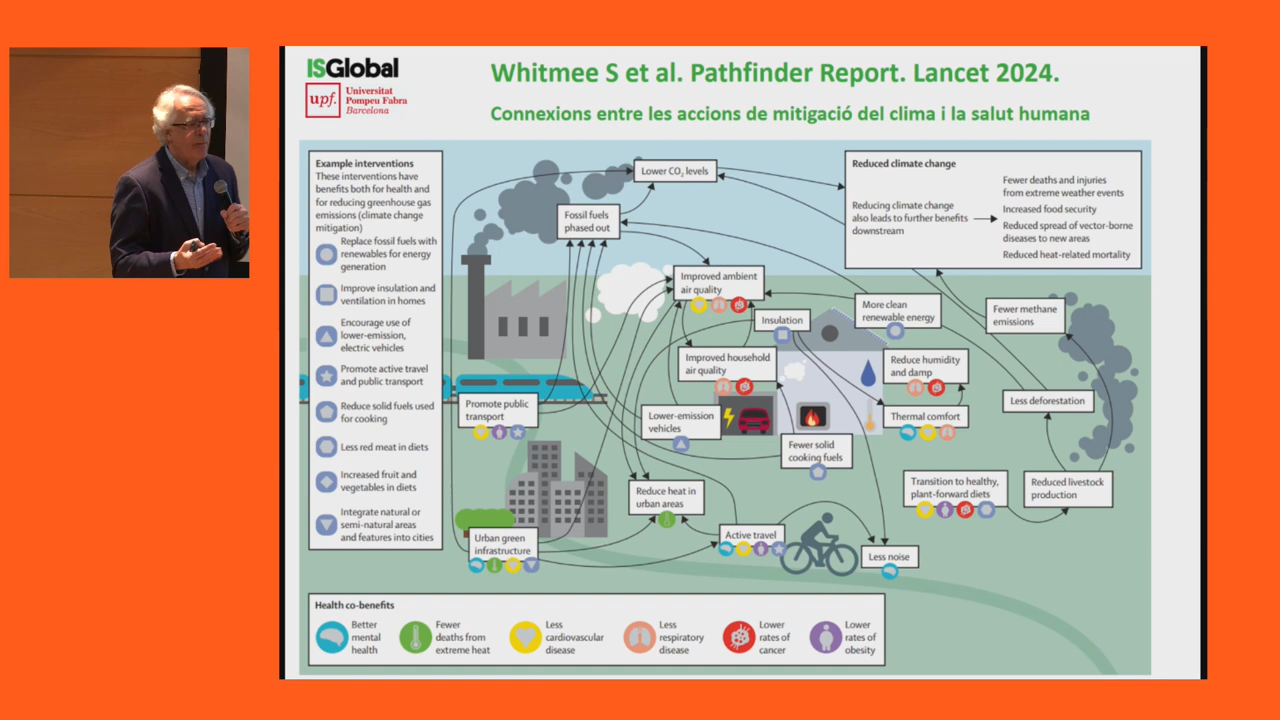 ISGlobal
upf. Universitat
Pompeu Fabra
Barcelona
Whitmee S et al. Pathfinder Report. Lancet 2024.
Connexions entre les accions de mitigació del clima i la salut humana
Example interventions
These interventions have
benefits both for health and
for reducing greenhouse gas
emissions (climate change
mitigation)
Replace fossil fuels with
renewables for energy
generation
Improve insulation and
ventilation in homes
Encourage use of
lower-emission,
electric vehicles
Promote active travel
and public transport
Reduce solid fuels used
for cooking
Less red meat in diets
Increased fruit and
vegetables in diets
Integrate natural or
semi-natural areas
and features into cities
Lower CO₂ levels
Fossil fuels
phased out
Reduced climate change
Reducing climate change
also leads to further benefits
downstream
Fewer deaths and injuries
from extreme weather events
Increased food security
Reduced spread of vector-borne
diseases to new areas
Reduced heat-related mortality
Improved ambient
air quality
Insulation
More clean
renewable energy
Fewer methane
emissions
Improved household
air quality
Reduce humidity
and damp
Promote public
transport
Lower-emission
vehicles
Thermal comfort
Less deforestation
Fewer solid
cooking fuels
Reduce heat in
urban areas
Transition to healthy,
plant-forward diets
Reduced livestock
production
Urban green
infrastructure
Active travel
Less noise
Health co-benefits
Better
mental
health
Fewer
deaths from
extreme heat
Less
cardiovascular
disease
Less
respiratory
disease
Lower
rates of
cancer
Lower
rates of
obesity